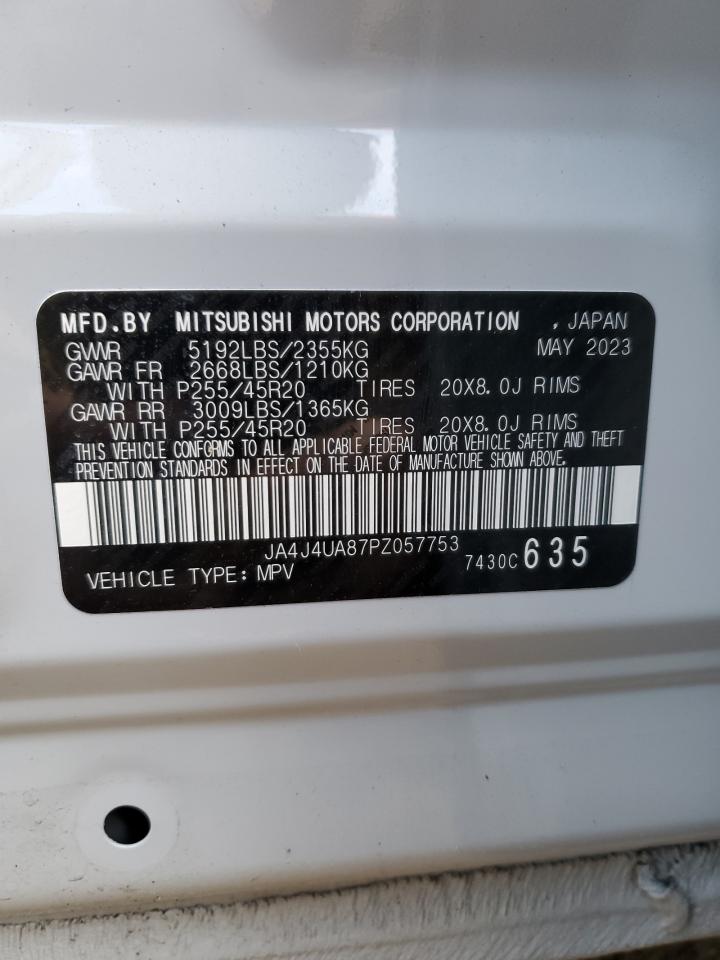 MFD.BY MITSUBISHI MOTORS CORPORATION , JAPAN
GWWR 5192LBS/2355KG MAY 2023
GAWR FR 2668LBS/1210KG
WITH P255/45R20 TIRES 20X8.0J RIMS
GAWR RR 3009LBS/1365KG
WITH P255/45R20 TIRES 20X8.0J RIMS
THIS VEHICLE CONFORMS TO ALL APPLICABLE FEDERAL MOTOR VEHICLE SAFETY AND THEFT
PREVENTION STANDARDS IN EFFECT ON THE DATE OF MANUFACTURE SHOWN ABOVE.
JA4J4UA87PZ057753
VEHICLE TYPE: MPV 7430C 635